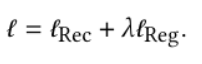 ℓ = ℓ_Rec + λℓ_Reg.